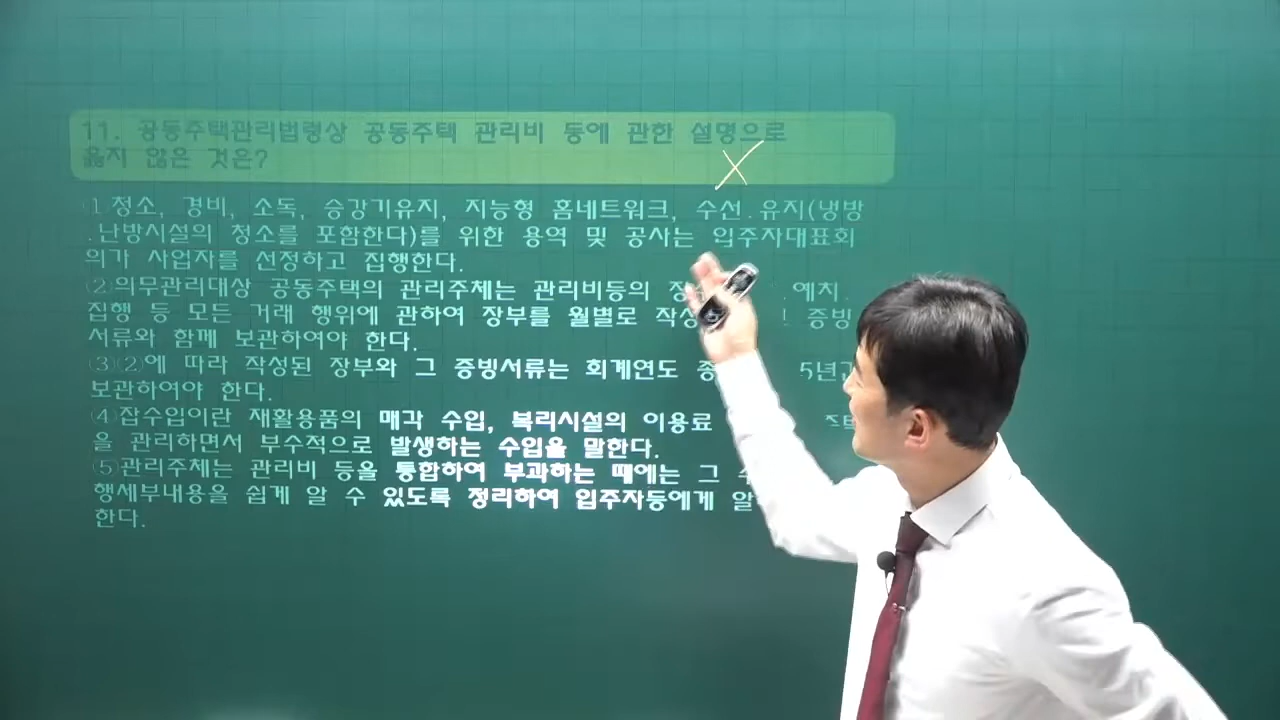 11. 공동주택관리법령상 공동주택 관리비 등에 관한 설명으로
옳지 않은 것은?
①청소, 경비, 소독, 승강기유지, 지능형 홈네트워크, 수선.유지(냉방
.난방시설의 청소를 포함한다)를 위한 용역 및 공사는 입주자대표회
의가 사업자를 선정하고 집행한다.
②의무관리대상 공동주택의 관리주체는 관리비등의 .예치.
집행 등 모든 거래 행위에 관하여 장부를 월별로 증빙
서류와 함께 보관하여야 한다.
③②에 따라 작성된 장부와 그 증빙서류는 회계연도 5년간
보관하여야 한다.
④잡수입이란 재활용품의 매각 수입, 복리시설의 이용료
을 관리하면서 부수적으로 발생하는 수입을 말한다.
⑤관리주체는 관리비 등을 통합하여 부과하는 때에는 그
행세부내용을 쉽게 알 수 있도록 정리하여 입주자등에게
한다.